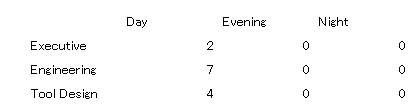 Day Evening Night
Executive 2 0 0
Engineering 7 0 0
Tool Design 4 0 0